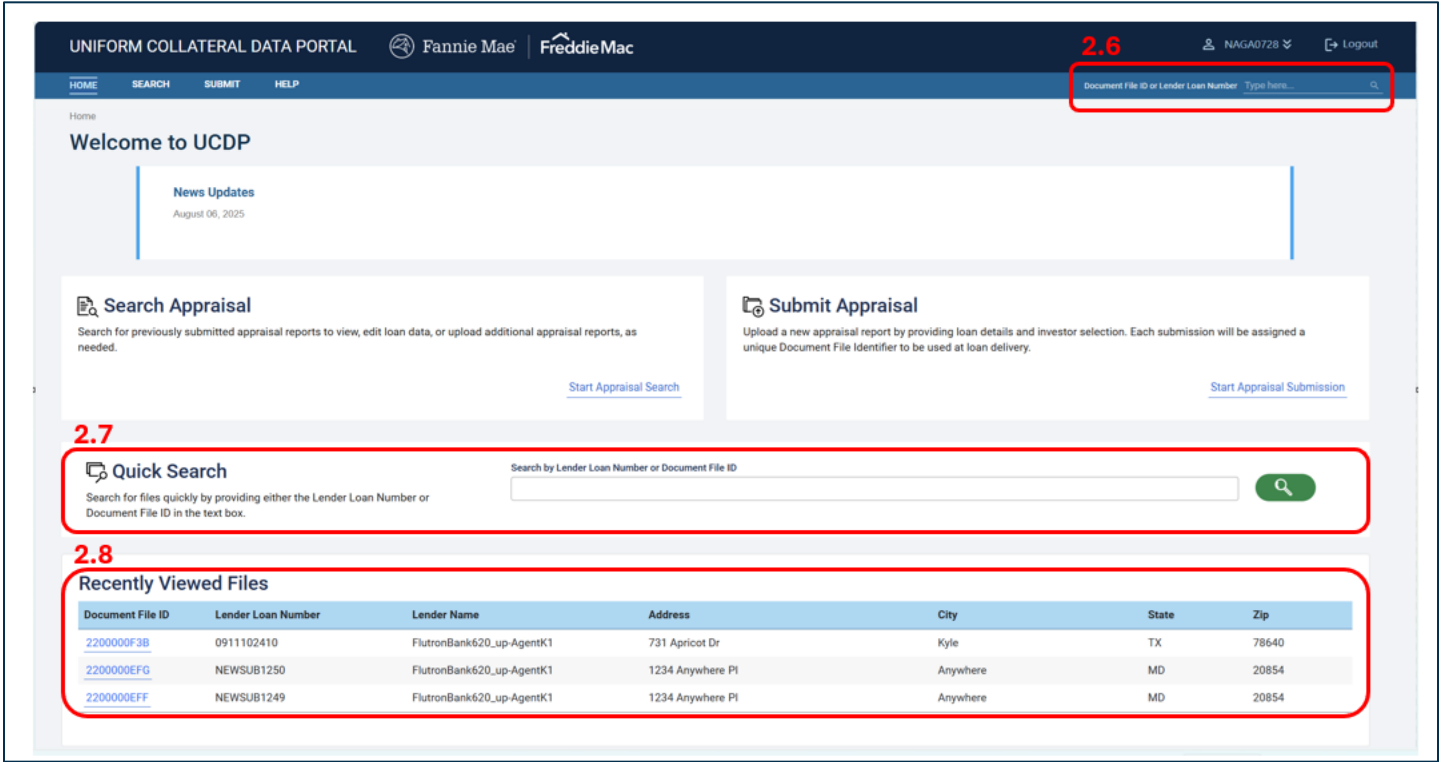 UNIFORM COLLATERAL DATA PORTAL Fannie Mae Freddie Mac 2.6 NAGA0728 Logout
HOME SEARCH SUBMIT HELP Document File ID or Lender Loan Number Type here...
Home
Welcome to UCDP
News Updates
August 06, 2025
Search Appraisal
Search for previously submitted appraisal reports to view, edit loan data, or upload additional appraisal reports, as
needed.
Start Appraisal Search
Submit Appraisal
Upload a new appraisal report by providing loan details and investor selection. Each submission will be assigned a
unique Document File Identifier to be used at loan delivery.
Start Appraisal Submission
2.7
Quick Search
Search for files quickly by providing either the Lender Loan Number or
Document File ID in the text box.
Search by Lender Loan Number or Document File ID
2.8
Recently Viewed Files
Document File ID Lender Loan Number Lender Name Address City State Zip
2200000F3B 0911102410 FlutronBank620_up-AgentK1 731 Apricot Dr Kyle TX 78640
2200000EFG NEWSUB1250 FlutronBank620_up-AgentK1 1234 Anywhere Pl Anywhere MD 20854
2200000EFF NEWSUB1249 FlutronBank620_up-AgentK1 1234 Anywhere Pl Anywhere MD 20854